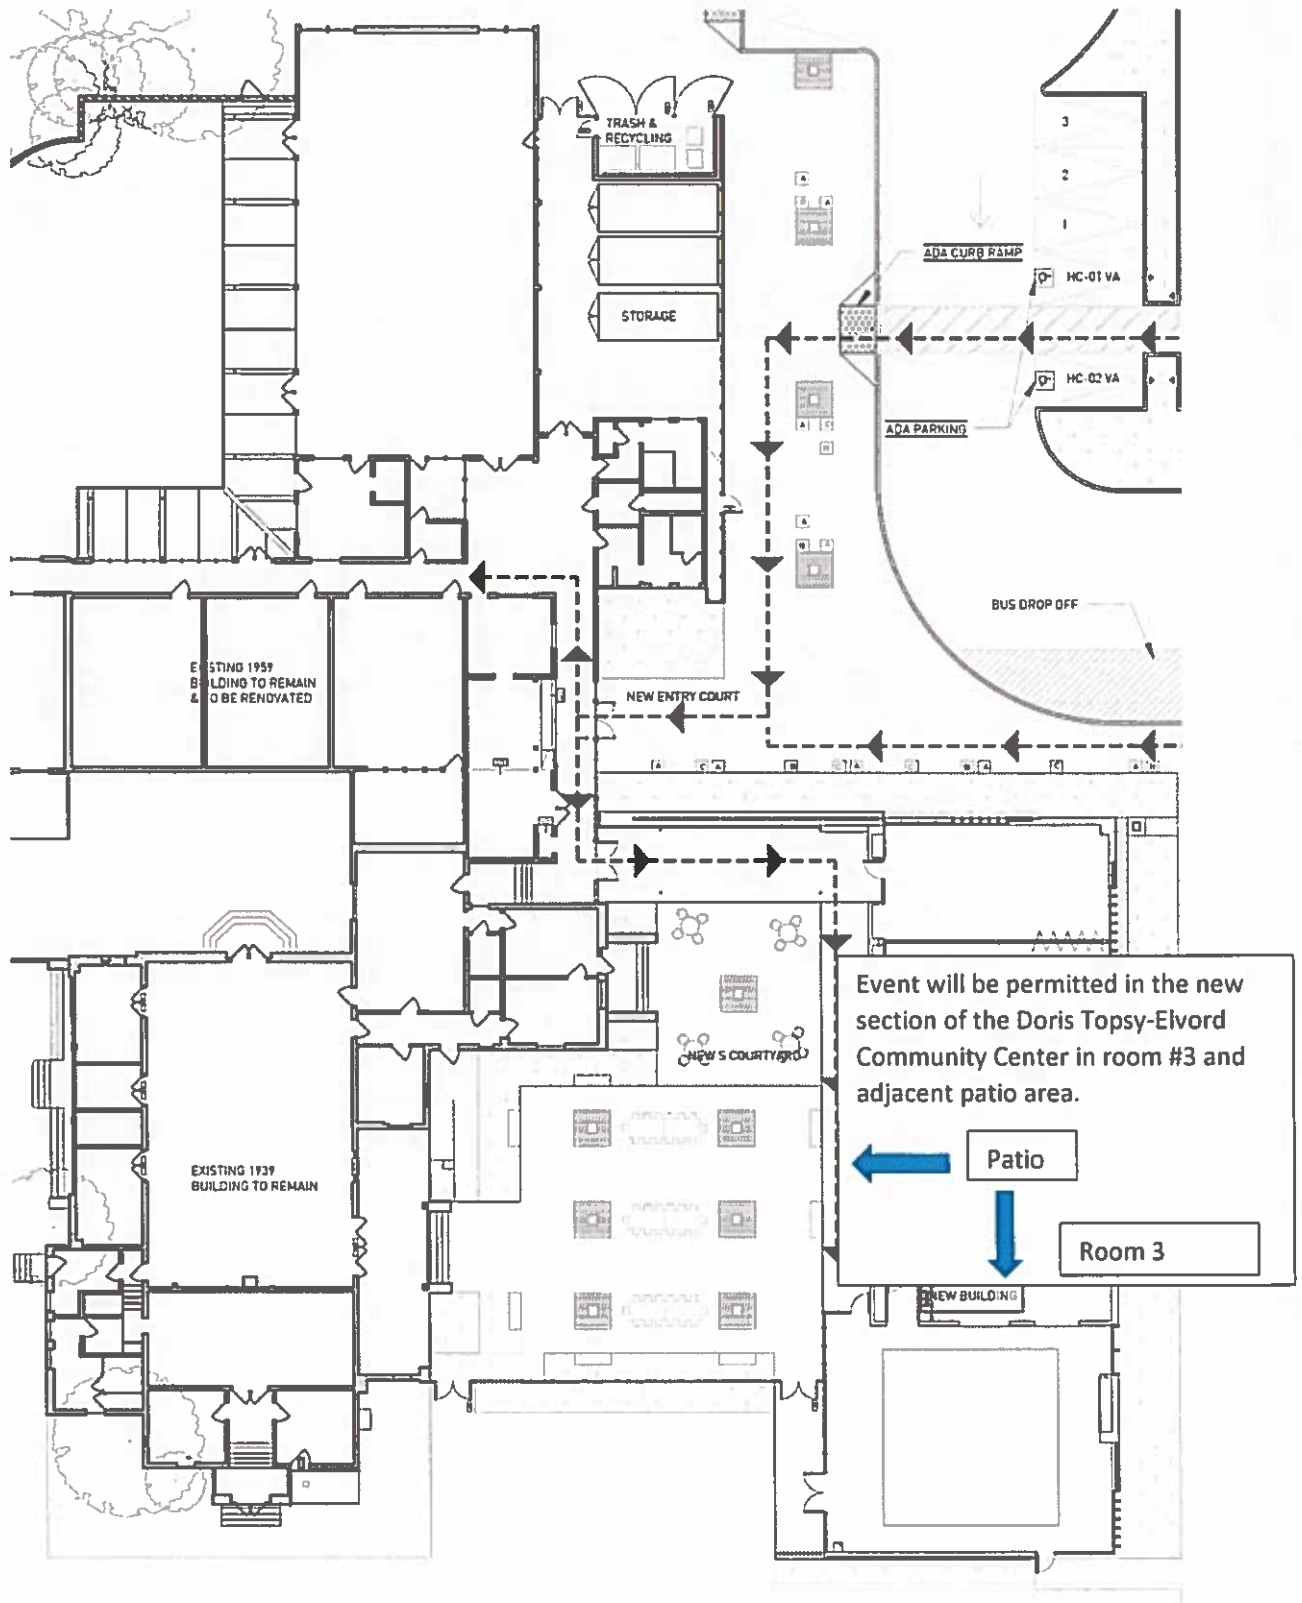 TRASH &
RECYCLING
3
2
1
ADA CURB RAMP
HC-01 VA
STORAGE
HC-02 VA
ADA PARKING
BUS DROP OFF
EXISTING 1959
BUILDING TO REMAIN
& TO BE RENOVATED
NEW ENTRY COURT
Event will be permitted in the new
section of the Doris Topsy-Elvord
Community Center in room #3 and
adjacent patio area.
NEW S COURTYARD
Patio
EXISTING 1939
BUILDING TO REMAIN
Room 3
NEW BUILDING